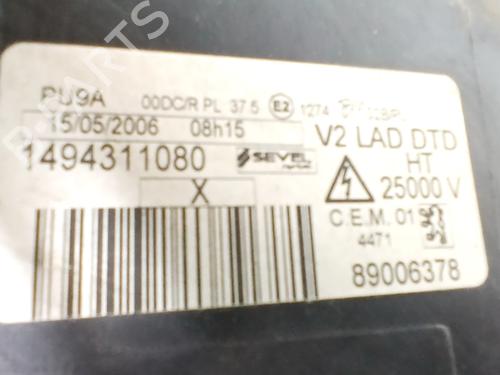 PU9A 00DC/R PL 37.5 E2 1274
15/05/2006 08h15
V2 LAD DTD
1494311080 SEVEL
HT
X
25000 V
C.E.M. 01
4471
89006378
B-PARTS